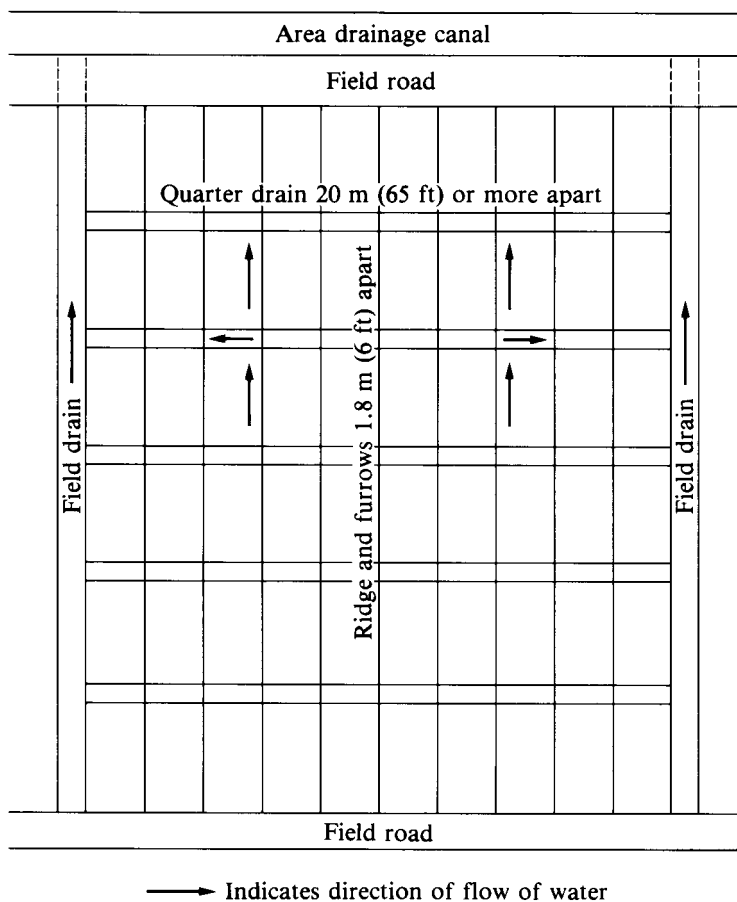 Area drainage canal
Field road
Quarter drain 20 m (65 ft) or more apart
Ridge and furrows 1.8 m (6 ft) apart
Field drain
Field drain
Field road
Indicates direction of flow of water